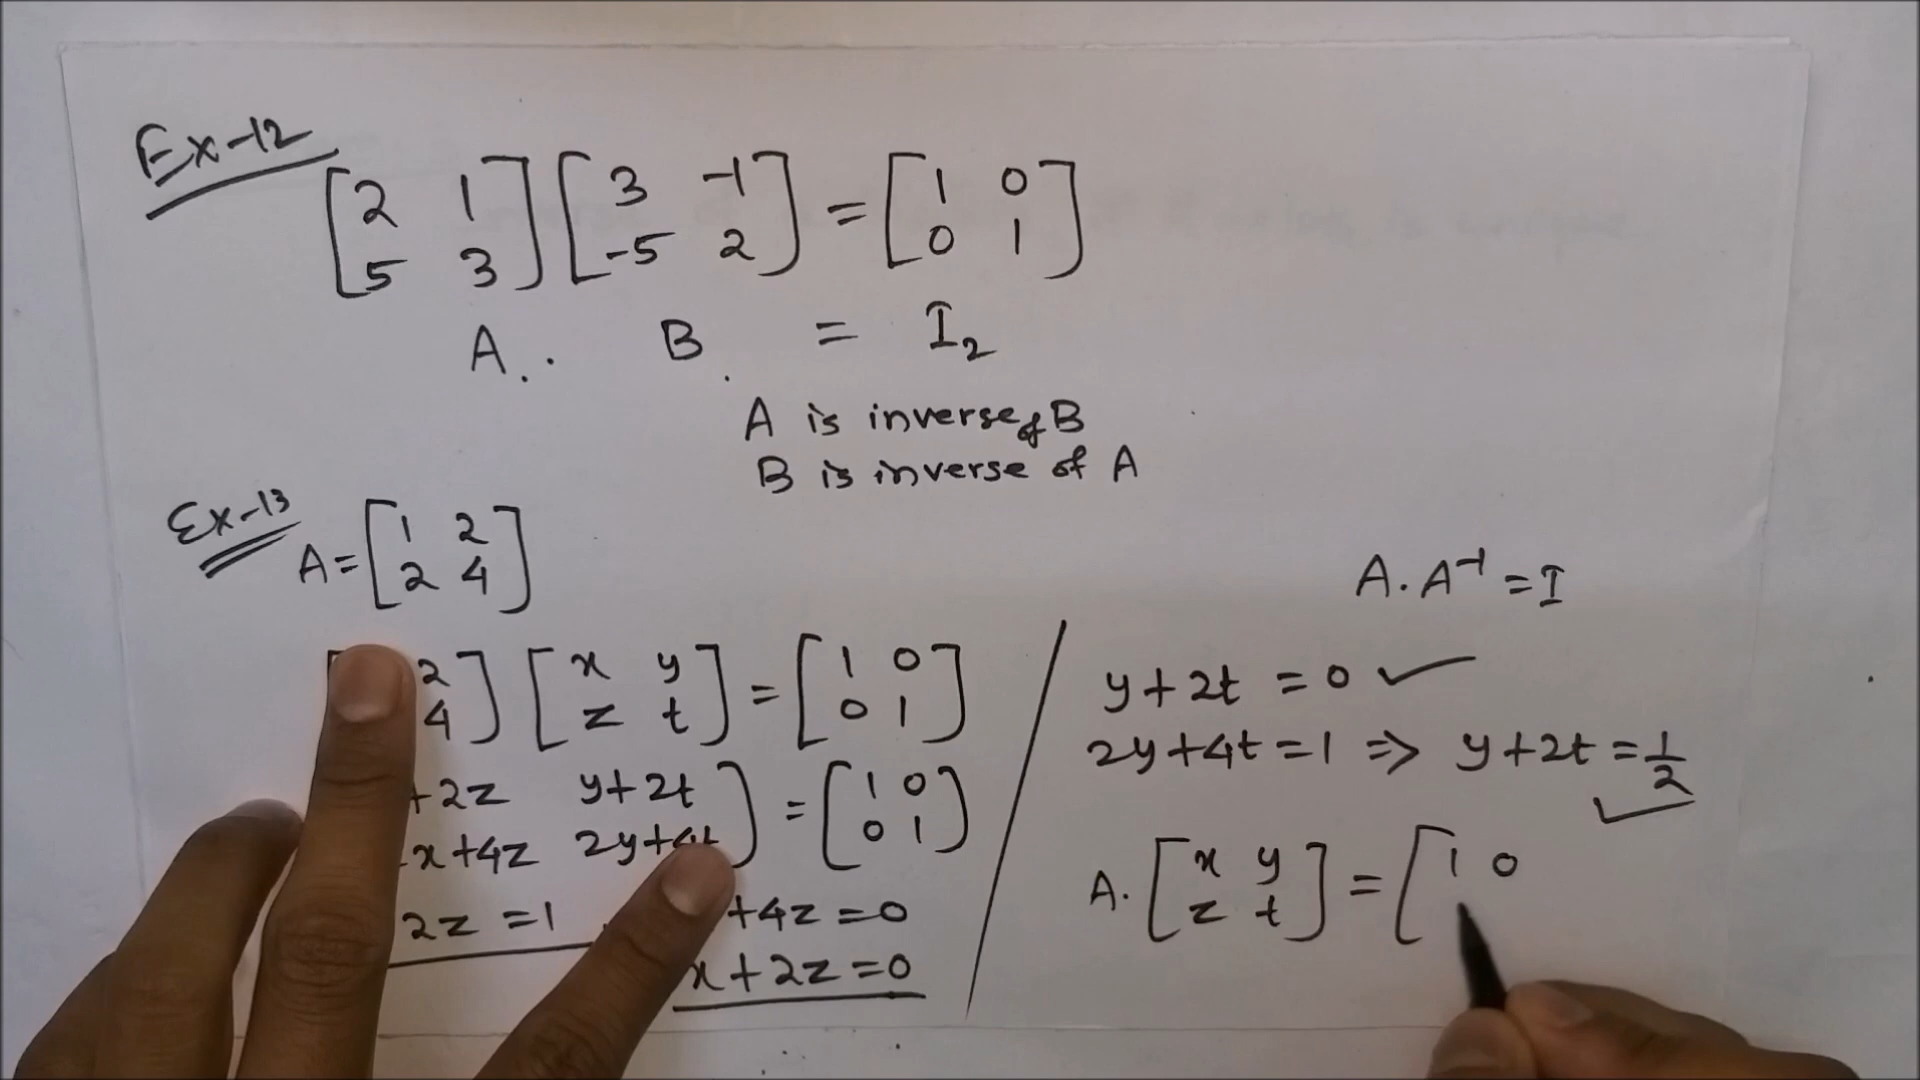 Ex-12
[2 1 5 3] [3 -1 -5 2] = [1 0 0 1]
A . B = I₂
A is inverse of B
B is inverse of A
Ex-13
A = [1 2 2 4]
2 4] [x y z t] = [1 0 0 1]
+2z y+2t
x+4z 2y+4t ] = [1 0 0 1]
2z = 1
+4z = 0
x+2z = 0
A . A⁻¹ = I
y+2t = 0 ✓
2y+4t = 1 ⇒ y+2t = 1/2 ✓
A. [x y z t] = [1 0